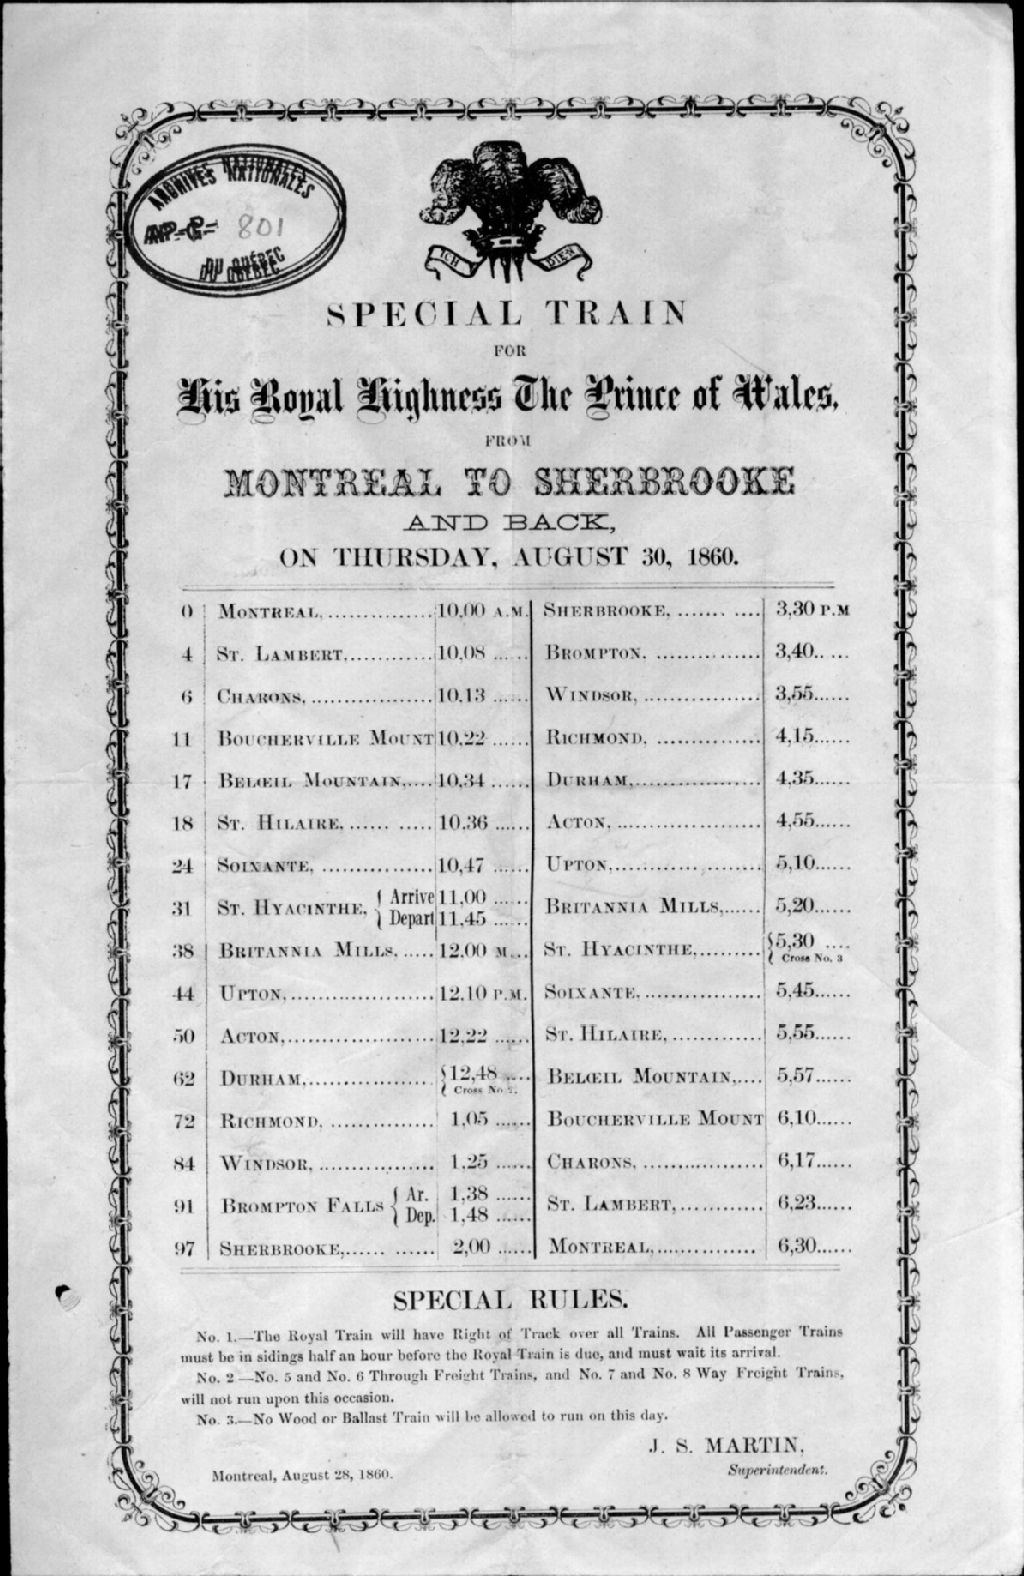 ARCHIVES NATIONALES
AP-G- 801
DU QUÉBEC
ICH DIEN
SPECIAL TRAIN
FOR
His Royal Highness The Prince of Wales,
FROM
MONTREAL TO SHERBROOKE
AND BACK,
ON THURSDAY, AUGUST 30, 1860.
0 MONTREAL, 10,00 A.M. SHERBROOKE, 3,30 P.M
4 ST. LAMBERT, 10,08 BROMPTON, 3,40
6 CHARONS, 10,13 WINDSOR, 3,55
11 BOUCHERVILLE MOUNT 10,22 RICHMOND, 4,15
17 BELŒIL MOUNTAIN, 10,34 DURHAM, 4,35
18 ST. HILAIRE, 10,36 ACTON, 4,55
24 SOIXANTE, 10,47 UPTON, 5,10
31 ST. HYACINTHE, Arrive 11,00 Depart 11,45 BRITANNIA MILLS, 5,20
38 BRITANNIA MILLS, 12,00 M. ST. HYACINTHE, 5,30 Cross No. 3
44 UPTON, 12,10 P.M. SOIXANTE, 5,45
50 ACTON, 12,22 ST. HILAIRE, 5,55
62 DURHAM, 12,48 Cross No. BELŒIL MOUNTAIN, 5,57
72 RICHMOND, 1,05 BOUCHERVILLE MOUNT 6,10
84 WINDSOR, 1,25 CHARONS, 6,17
91 BROMPTON FALLS Ar. 1,38 Dep. 1,48 ST. LAMBERT, 6,23
97 SHERBROOKE, 2,00 MONTREAL, 6,30
SPECIAL RULES.
No. 1.—The Royal Train will have Right of Track over all Trains. All Passenger Trains
must be in sidings half an hour before the Royal Train is due, and must wait its arrival.
No. 2—No. 5 and No. 6 Through Freight Trains, and No. 7 and No. 8 Way Freight Trains,
will not run upon this occasion.
No. 3.—No Wood or Ballast Train will be allowed to run on this day.
J. S. MARTIN,
Superintendent.
Montreal, August 28, 1860.